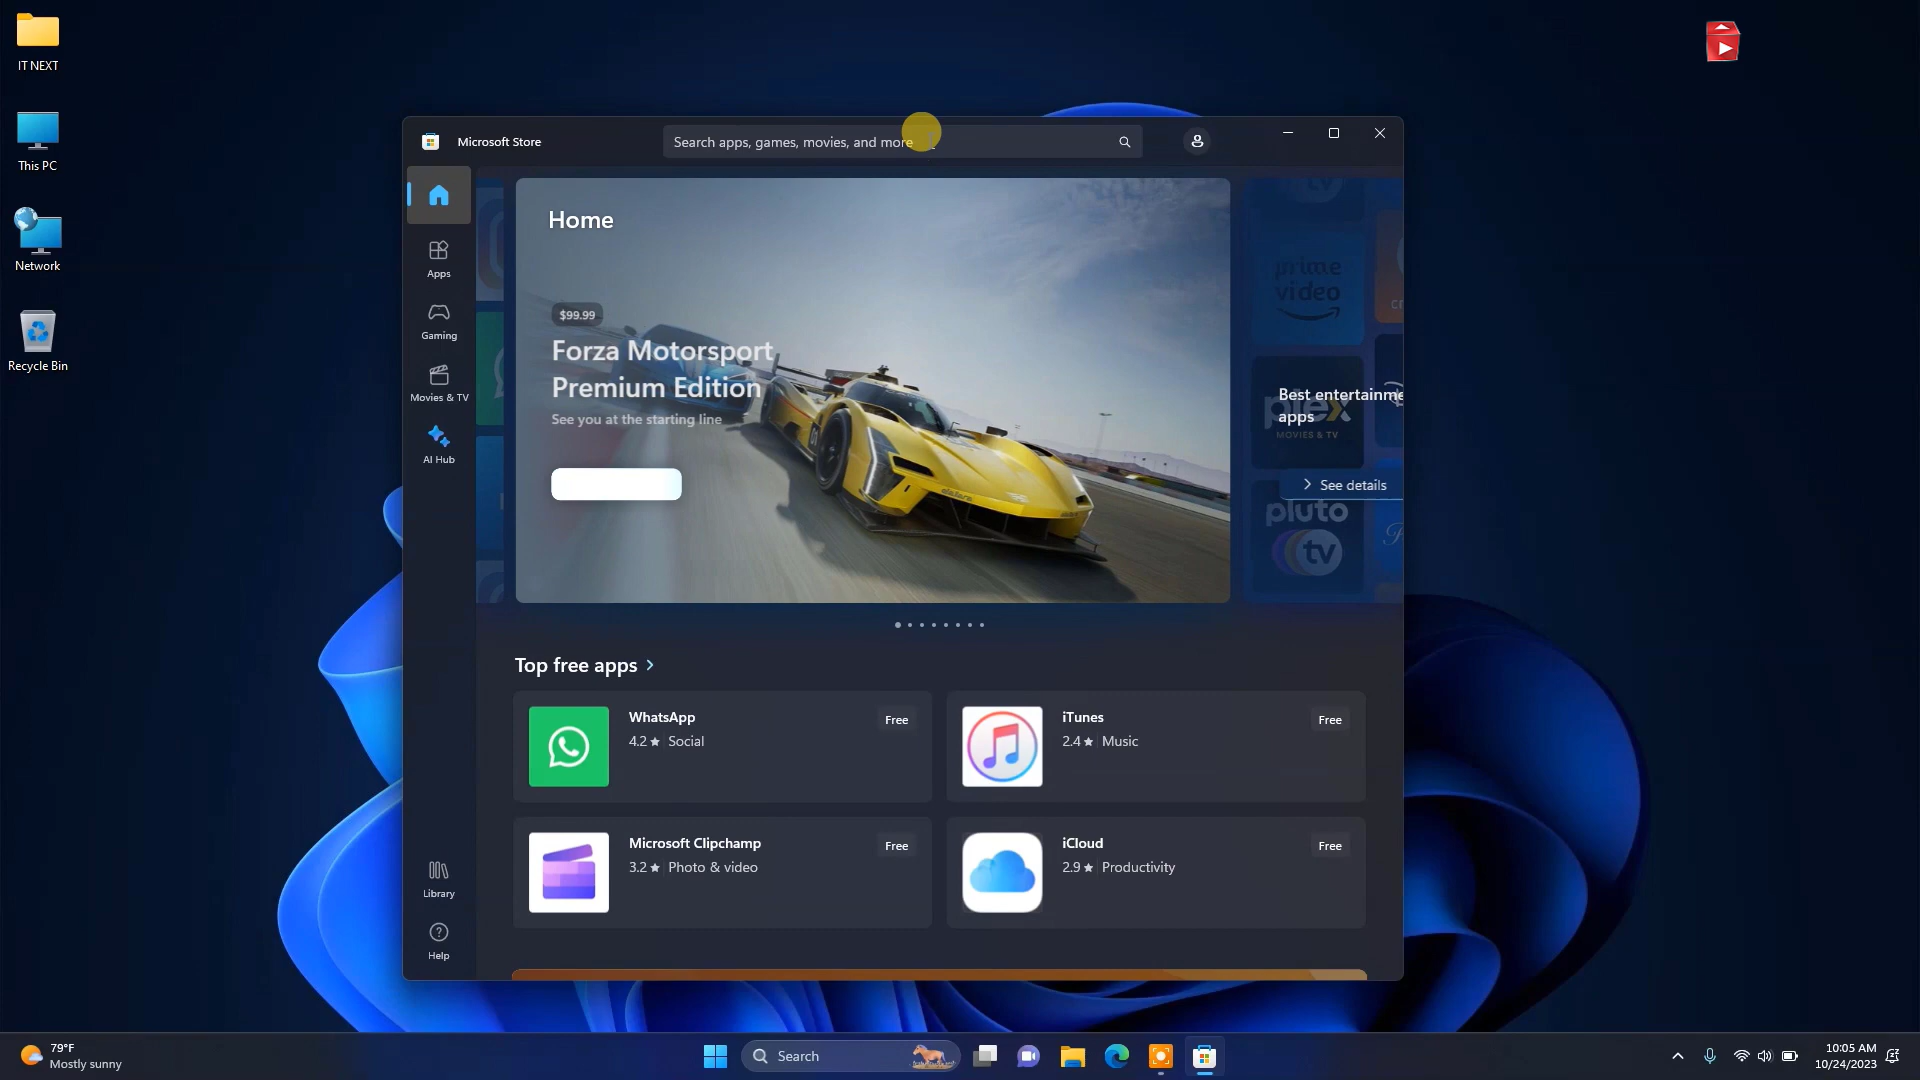 IT NEXT
This PC
Network
Recycle Bin
Microsoft Store
Search apps, games, movies, and more
Home
Apps
Gaming
Movies & TV
AI Hub
Library
Help
$99.99
Forza Motorsport
Premium Edition
See you at the starting line
prime
video
Best entertainme
apps
plex
MOVIES & TV
See details
pluto
tv
Top free apps
WhatsApp
4.2 ★ Social
Free
iTunes
2.4 ★ Music
Free
Microsoft Clipchamp
3.2 ★ Photo & video
Free
iCloud
2.9 ★ Productivity
Free
79°F
Mostly sunny
Search
10:05 AM
10/24/2023